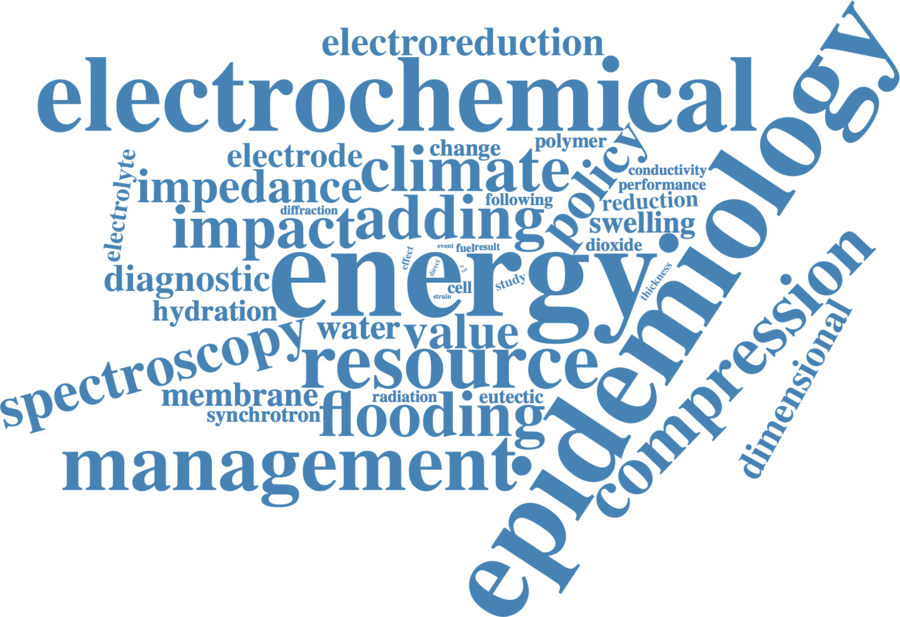 electroreduction
electrochemical
epidemiology
electrolyte
electrode
change
polymer
climate
policy
conductivity
performance
impedance
following
reduction
diffraction
impact
adding
swelling
dioxide
diagnostic
energy.
effect
event
fuel
result
direct
cell
strain
study
thickness
hydration
water
value
spectroscopy
resource
compression
dimensional
membrane
radiation
eutectic
synchrotron
flooding
management.